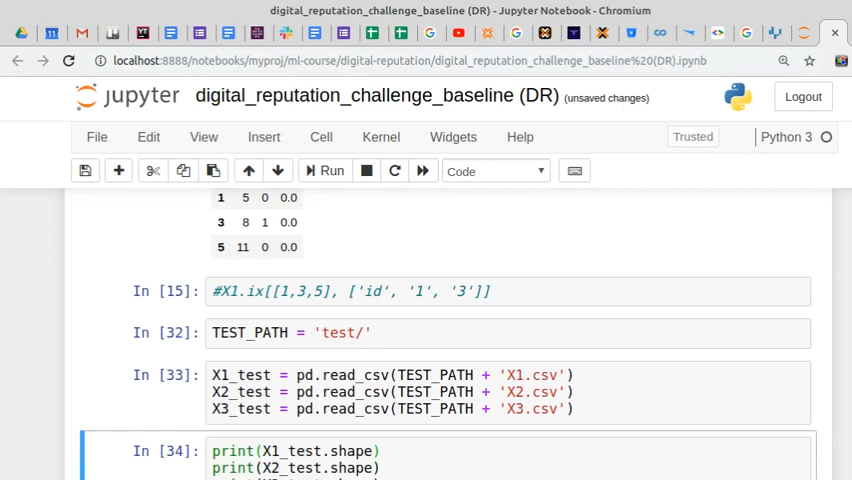 digital_reputation_challenge_baseline (DR) - Jupyter Notebook - Chromium
localhost:8888/notebooks/myproj/ml-course/digital-reputation/digital_reputation_challenge_baseline%20(DR).ipynb
jupyter digital_reputation_challenge_baseline (DR) (unsaved changes) Logout
File Edit View Insert Cell Kernel Widgets Help Trusted Python 3
Run Code
1 5 0 0.0
3 8 1 0.0
5 11 0 0.0
In [15]: #X1.ix[[1,3,5], ['id', '1', '3']]
In [32]: TEST_PATH = 'test/'
In [33]: X1_test = pd.read_csv(TEST_PATH + 'X1.csv')
X2_test = pd.read_csv(TEST_PATH + 'X2.csv')
X3_test = pd.read_csv(TEST_PATH + 'X3.csv')
In [34]: print(X1_test.shape)
print(X2_test.shape)